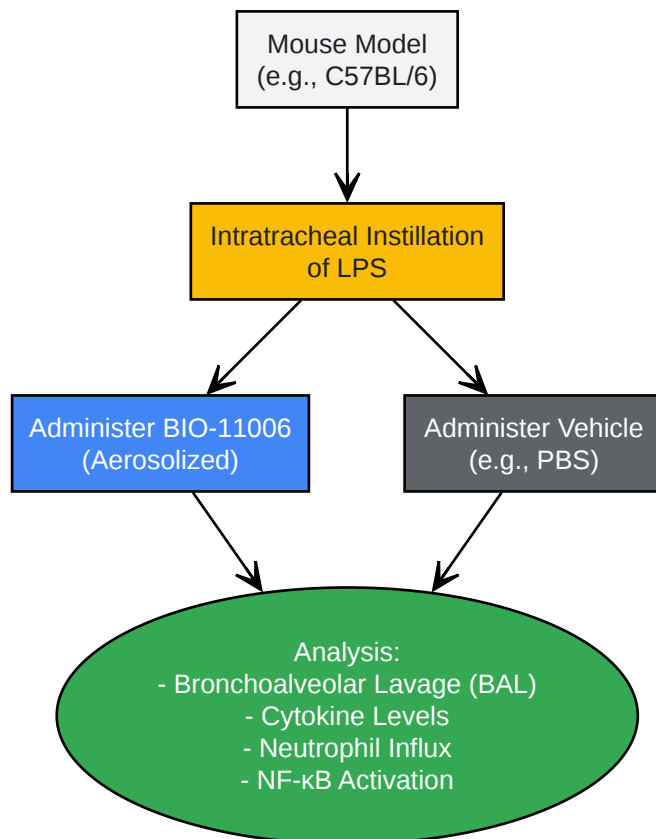 Mouse Model
(e.g., C57BL/6)
Intratracheal Instillation
of LPS
Administer BIO-11006
(Aerosolized)
Administer Vehicle
(e.g., PBS)
Analysis:
- Bronchoalveolar Lavage (BAL)
- Cytokine Levels
- Neutrophil Influx
- NF-κB Activation